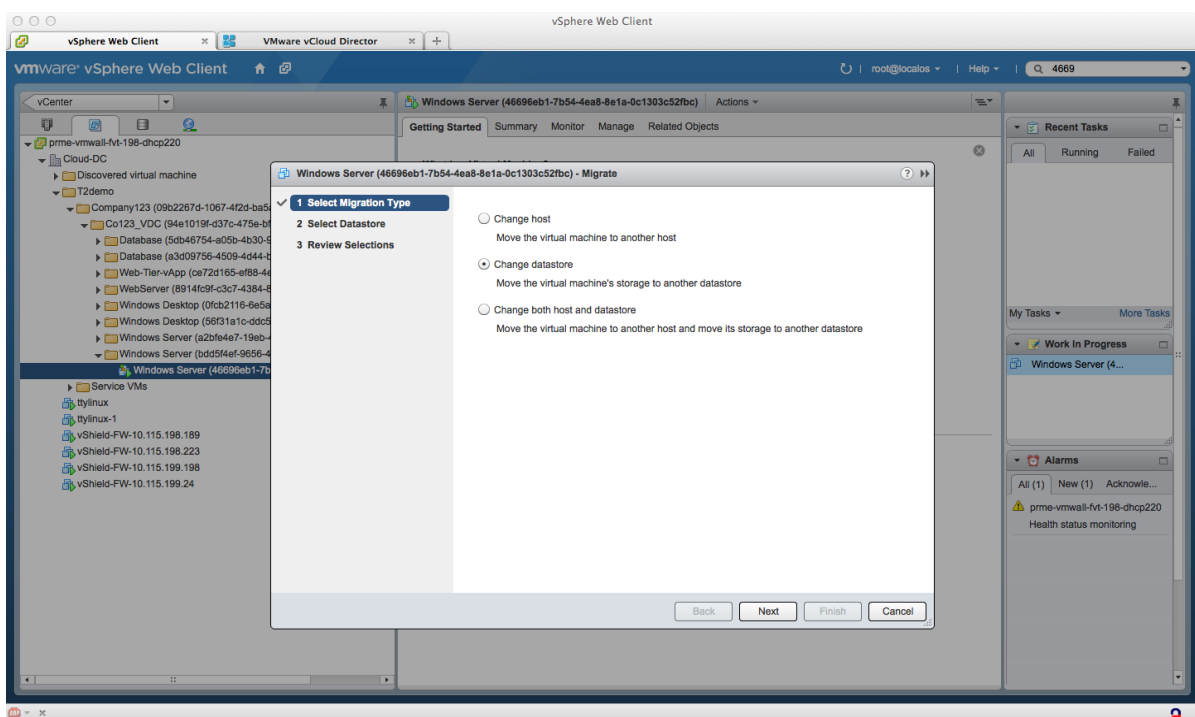 vSphere Web Client
vSphere Web Client
VMware vCloud Director
vmware® vSphere Web Client
root@localos
Help
4669
vCenter
Windows Server (46696eb1-7b54-4ea8-8e1a-0c1303c52fbc)
Actions
Getting Started
Summary
Monitor
Manage
Related Objects
prme-vmwall-fvt-198-dhcp220
Cloud-DC
Discovered virtual machine
T2demo
Company123 (09b2267d-1067-4f2d-ba5
Co123_VDC (94e1019f-d37c-475e-bf
Database (5db46754-a05b-4b30-9
Database (a3d09756-4509-4d44-b
Web-Tier-vApp (ce72d165-ef88-4e
WebServer (8914fc9f-c3c7-4384-8
Windows Desktop (0fcb2116-6e5a
Windows Desktop (56f31a1c-ddc5
Windows Server (a2bfe4e7-19eb-4
Windows Server (bdd5f4ef-9656-4
Windows Server (46696eb1-7b
Service VMs
ttylinux
ttylinux-1
vShield-FW-10.115.198.189
vShield-FW-10.115.198.223
vShield-FW-10.115.199.198
vShield-FW-10.115.199.24
Windows Server (46696eb1-7b54-4ea8-8e1a-0c1303c52fbc) - Migrate
1 Select Migration Type
2 Select Datastore
3 Review Selections
Change host
Move the virtual machine to another host
Change datastore
Move the virtual machine's storage to another datastore
Change both host and datastore
Move the virtual machine to another host and move its storage to another datastore
Back
Next
Finish
Cancel
Recent Tasks
All
Running
Failed
My Tasks
More Tasks
Work In Progress
Windows Server (4...
Alarms
All (1)
New (1)
Acknowle...
prme-vmwall-fvt-198-dhcp220
Health status monitoring